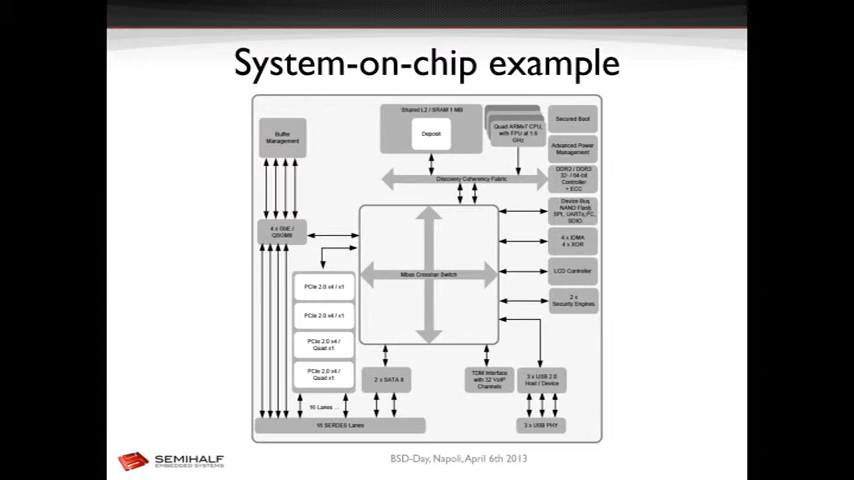 System-on-chip example
Shared L2 / SRAM 1 MB
Deposit
Quad ARMv7 CPU,
with FPU at 1.6
GHz
Secured Boot
Buffer
Management
Advanced Power
Management
DDR2 / DDR3
32- / 64-bit
Controller
+ ECC
Discovery Coherency Fabric
Device Bus,
NAND Flash,
SPI, UARTs, I²C,
SDIO
4 x GbE /
QSGMII
4 x IDMA
4 x XOR
Mbus Crossbar Switch
LCD Controller
PCIe 2.0 x4 / x1
2 x
Security Engines
PCIe 2.0 x4 / x1
PCIe 2.0 x4 /
Quad x1
PCIe 2.0 x4 /
Quad x1
2 x SATA II
TDM Interface
with 32 VoIP
Channels
3 x USB 2.0
Host / Device
16 Lanes ...
16 SERDES Lanes
3 x USB PHY
SEMIHALF
EMBEDDED SYSTEMS
BSD-Day, Napoli, April 6th 2013